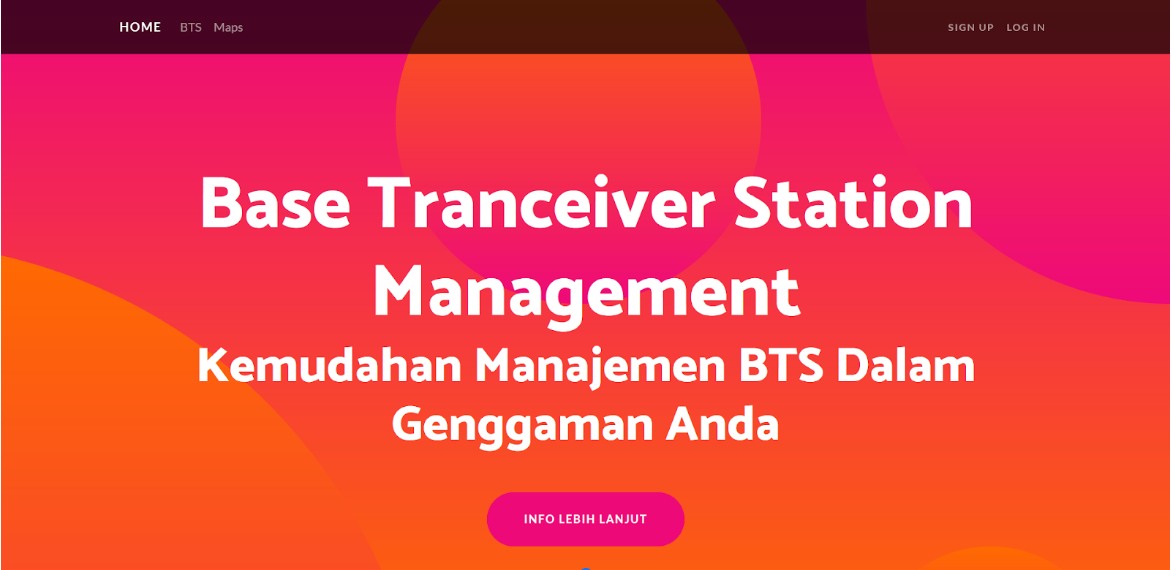 HOME BTS Maps SIGN UP LOG IN
Base Tranceiver Station
Management
Kemudahan Manajemen BTS Dalam
Genggaman Anda
INFO LEBIH LANJUT